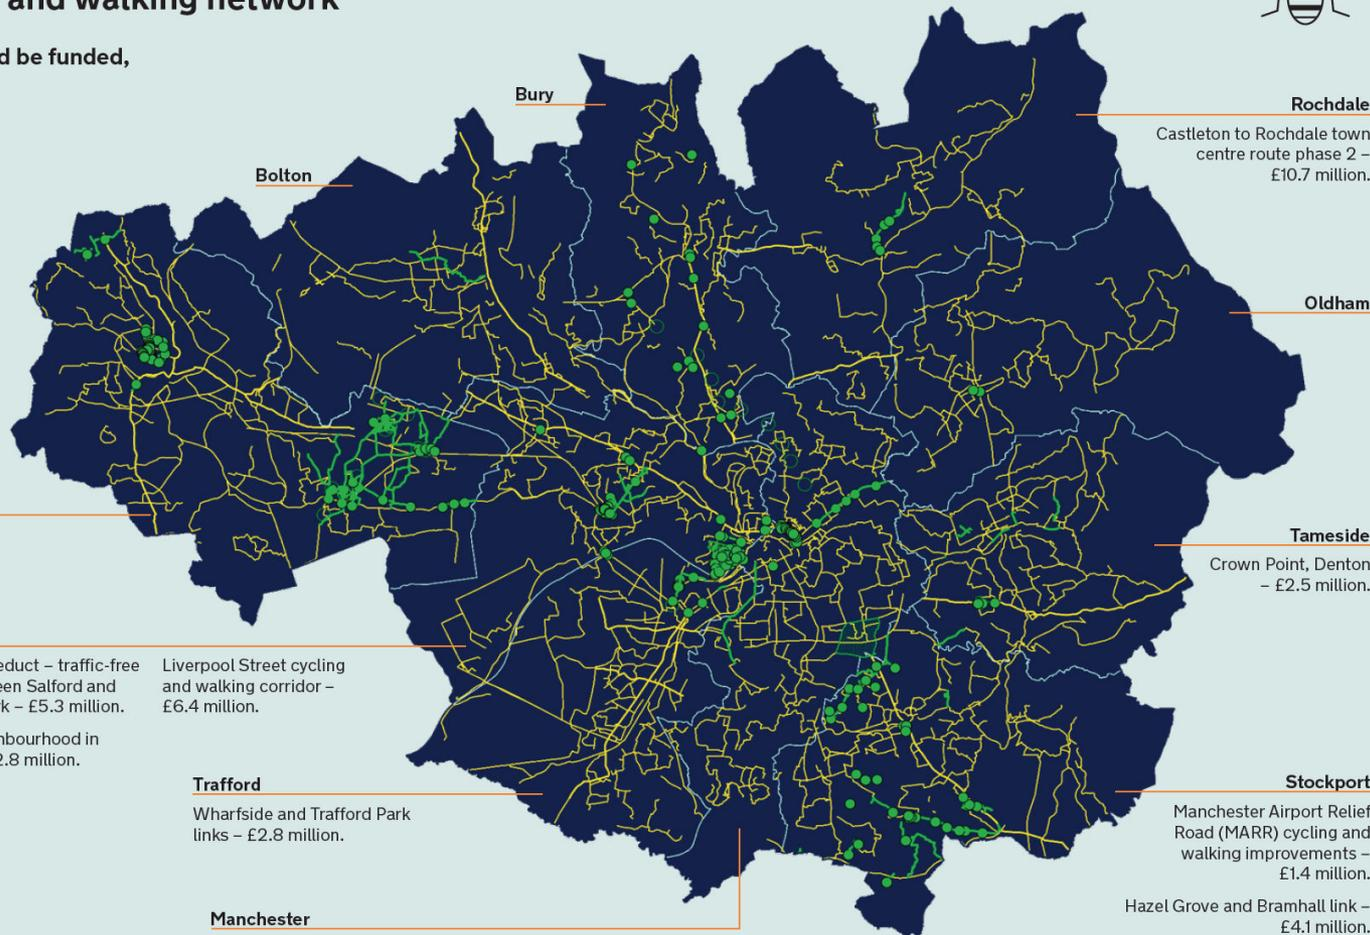 and walking network
d be funded,
Bury
Bolton
Rochdale
Castleton to Rochdale town
centre route phase 2 –
£10.7 million.
Oldham
Tameside
Crown Point, Denton
– £2.5 million.
educt – traffic-free
een Salford and
rk – £5.3 million.
nbourhood in
2.8 million.
Liverpool Street cycling
and walking corridor –
£6.4 million.
Trafford
Wharfside and Trafford Park
links – £2.8 million.
Manchester
Stockport
Manchester Airport Relief
Road (MARR) cycling and
walking improvements –
£1.4 million.
Hazel Grove and Bramhall link –
£4.1 million.